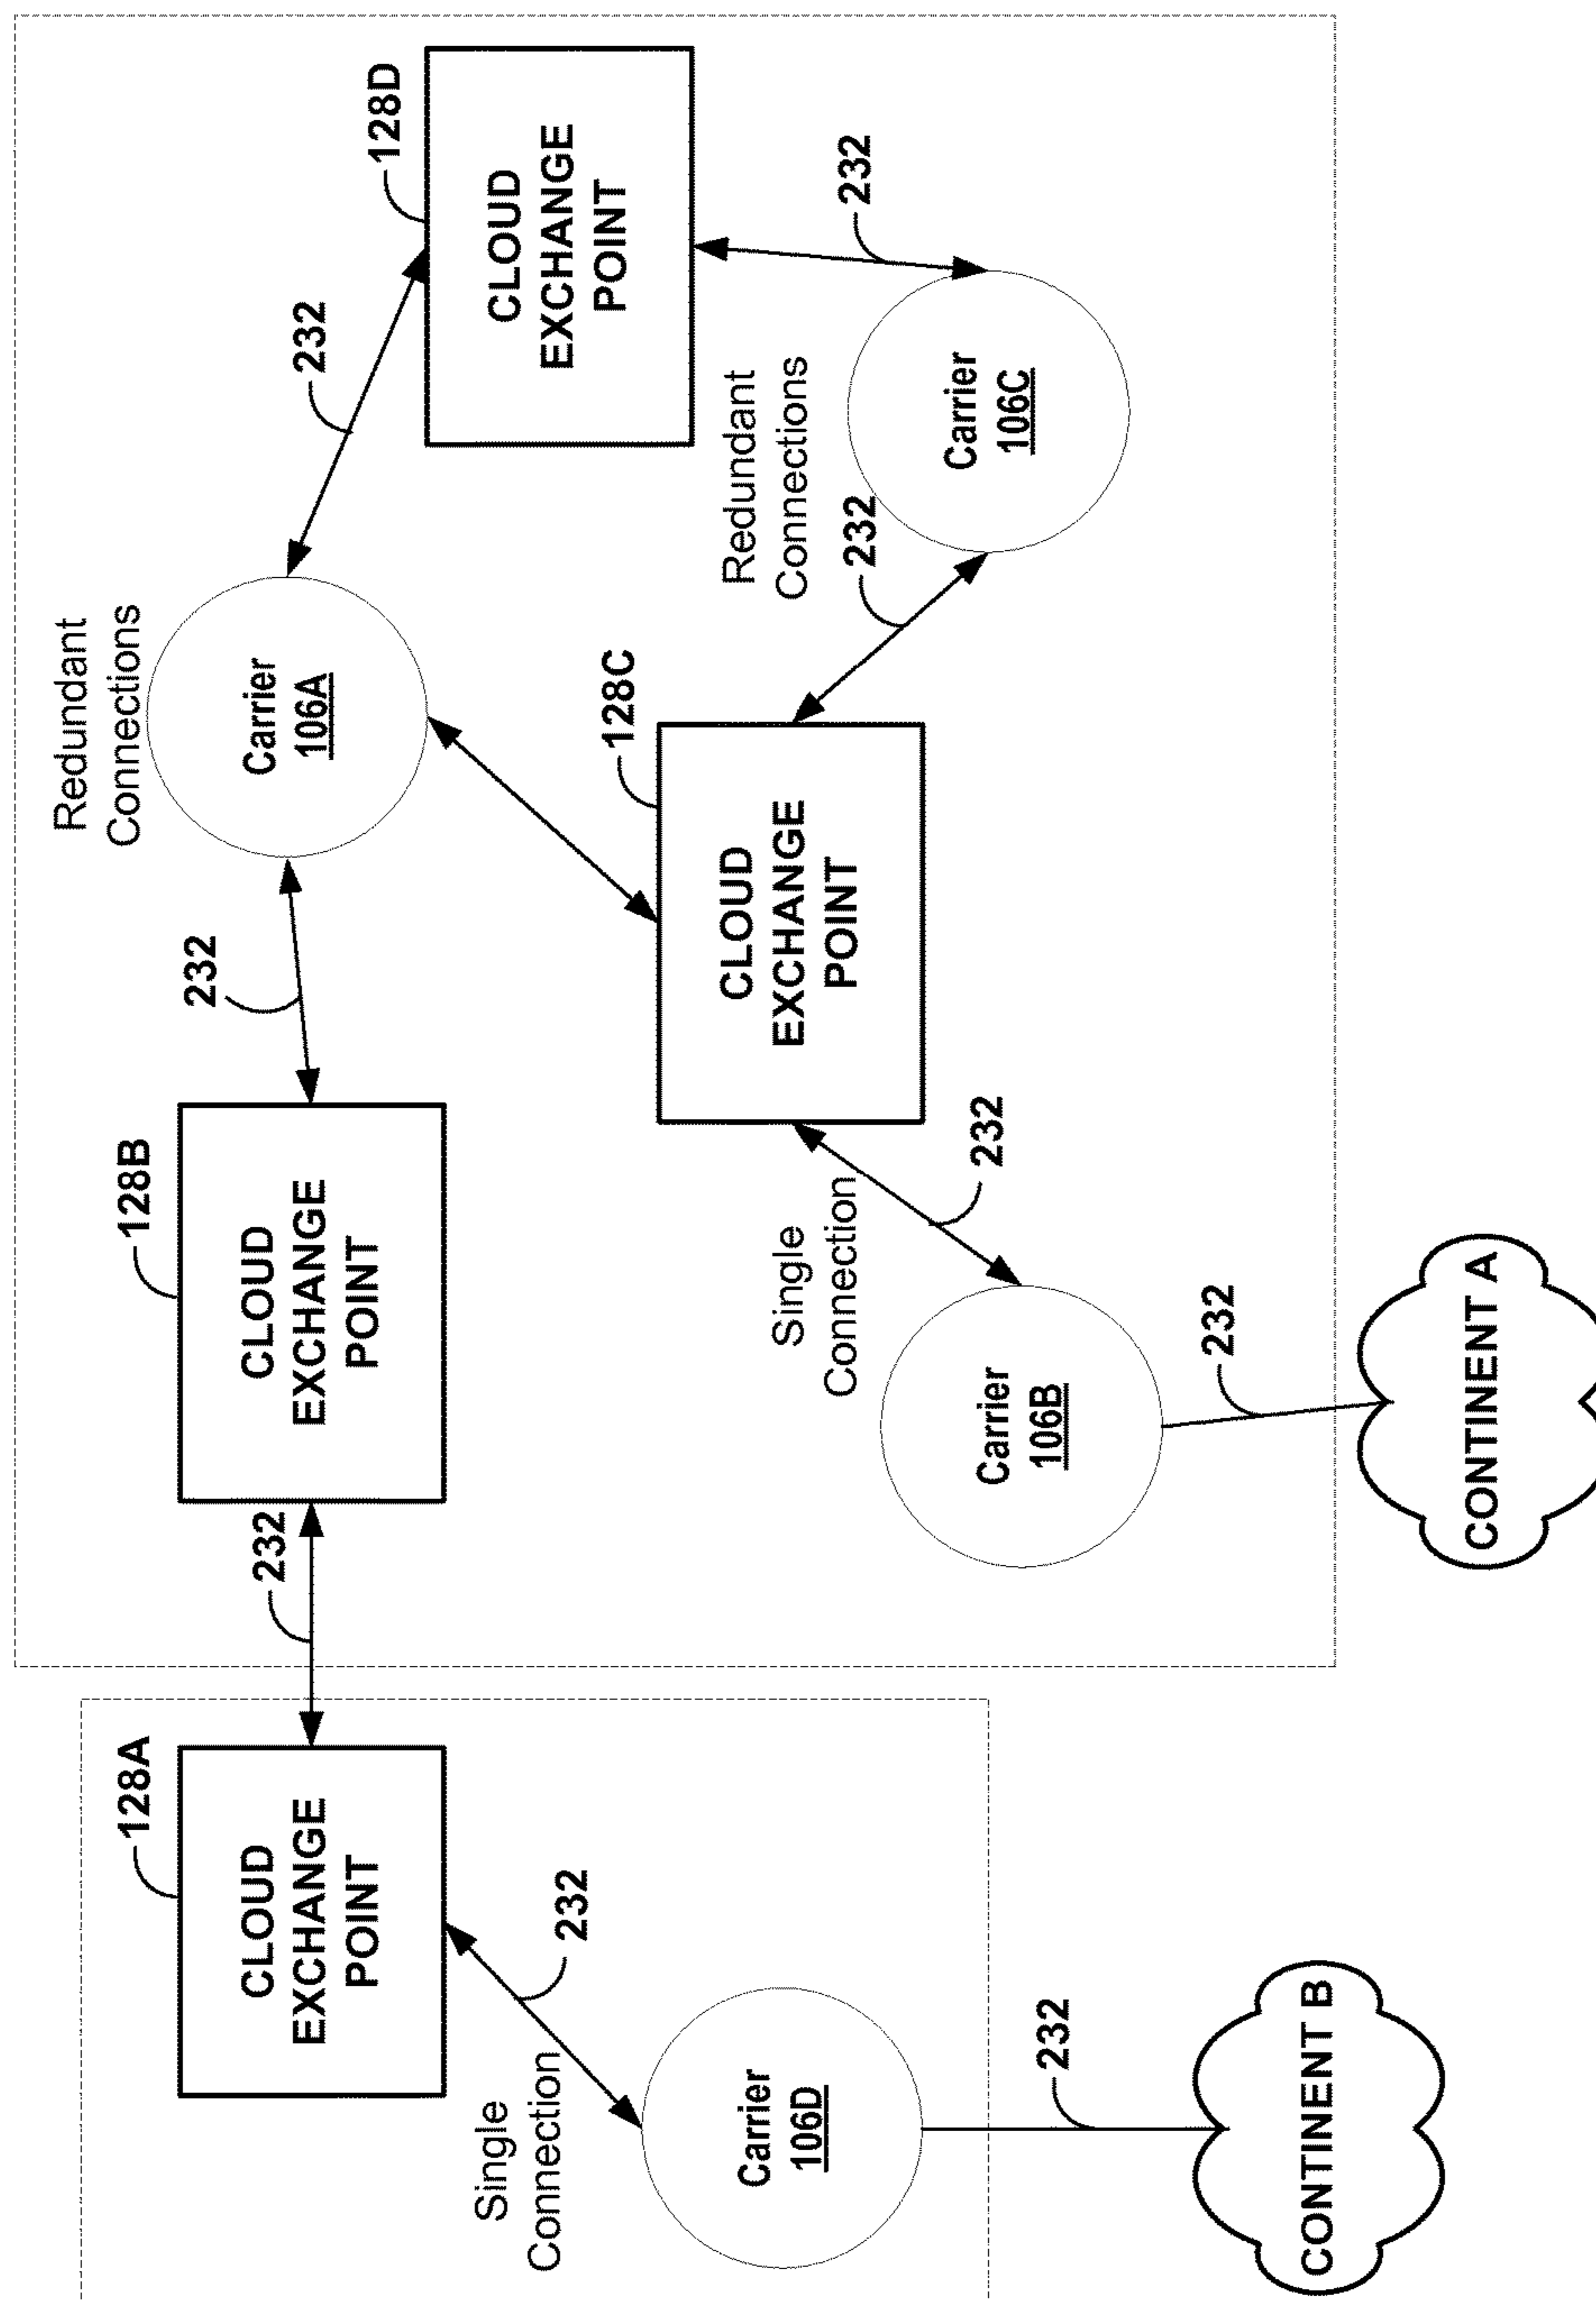 128A
CLOUD
EXCHANGE
POINT
232
Single
Connection
Carrier
106D
232
CONTINENT B
232
128B
CLOUD
EXCHANGE
POINT
232
Redundant
Connections
Carrier
106A
232
128D
CLOUD
EXCHANGE
POINT
232
Redundant
Connections
Carrier
106C
232
128C
CLOUD
EXCHANGE
POINT
Single
Connection
232
Carrier
106B
232
CONTINENT A